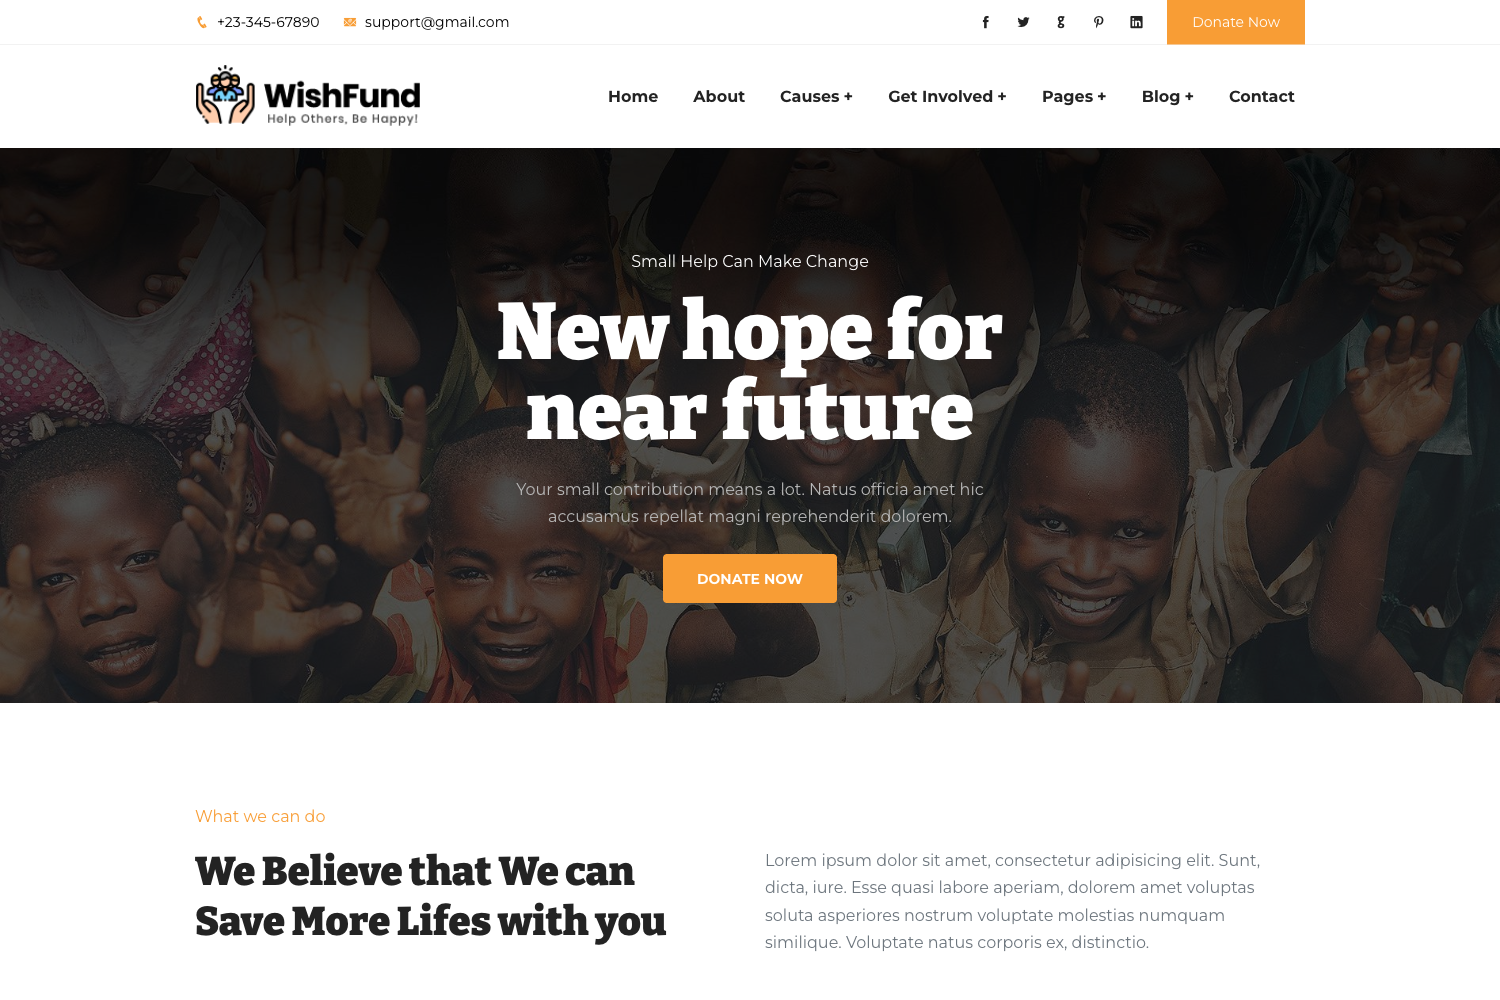 +23-345-67890 support@gmail.com Donate Now
WishFund
Help Others, Be Happy!
Home About Causes + Get Involved + Pages + Blog + Contact
Small Help Can Make Change
New hope for
near future
Your small contribution means a lot. Natus officia amet hic
accusamus repellat magni reprehenderit dolorem.
DONATE NOW
What we can do
We Believe that We can
Save More Lifes with you
Lorem ipsum dolor sit amet, consectetur adipisicing elit. Sunt,
dicta, iure. Esse quasi labore aperiam, dolorem amet voluptas
soluta asperiores nostrum voluptate molestias numquam
similique. Voluptate natus corporis ex, distinctio.